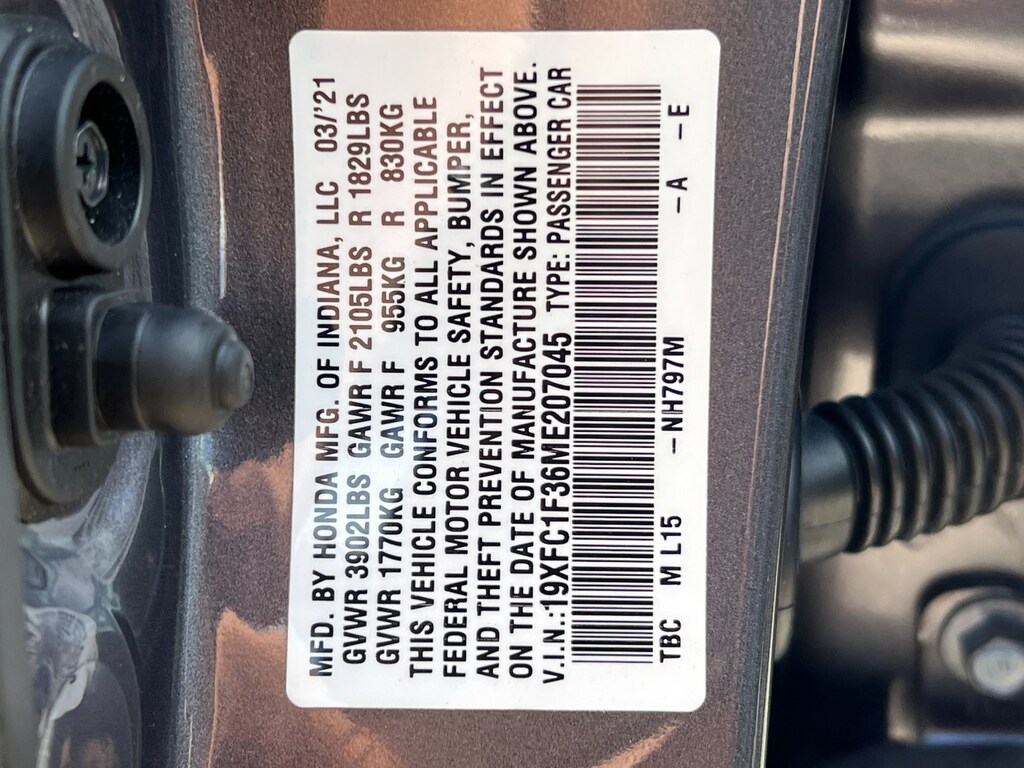 MFD. BY HONDA MFG. OF INDIANA, LLC 03/'21
GVWR 3902LBS GAWR F 2105LBS R 1829LBS
GVWR 1770KG GAWR F 955KG R 830KG
THIS VEHICLE CONFORMS TO ALL APPLICABLE
FEDERAL MOTOR VEHICLE SAFETY, BUMPER,
AND THEFT PREVENTION STANDARDS IN EFFECT
ON THE DATE OF MANUFACTURE SHOWN ABOVE.
V.I.N.:19XFC1F36ME207045 TYPE: PASSENGER CAR
TBC M L15 –NH797M –A –E